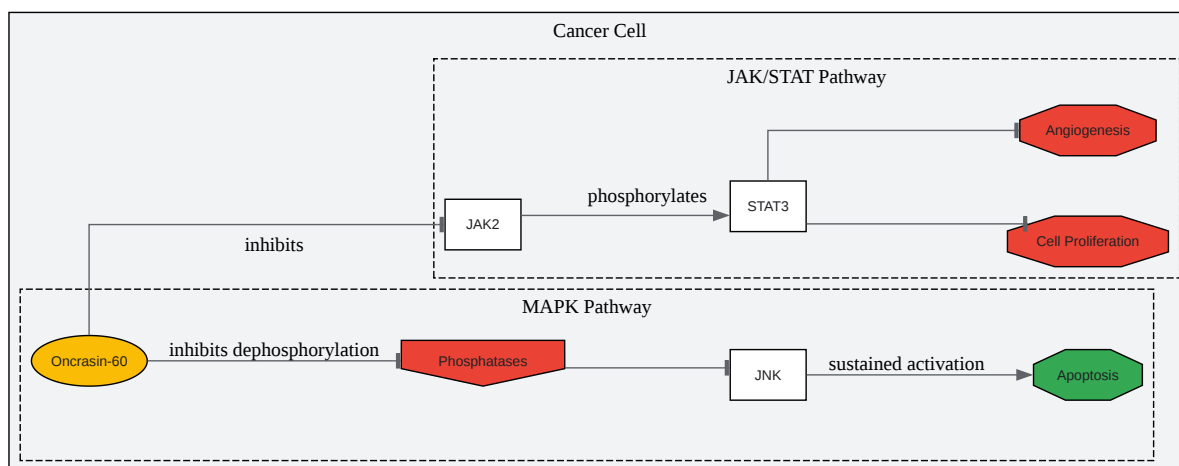 Cancer Cell
JAK/STAT Pathway
Angiogenesis
phosphorylates
STAT3
JAK2
Cell Proliferation
inhibits
MAPK Pathway
Oncrasin-60
inhibits dephosphorylation
Phosphatases
JNK
sustained activation
Apoptosis